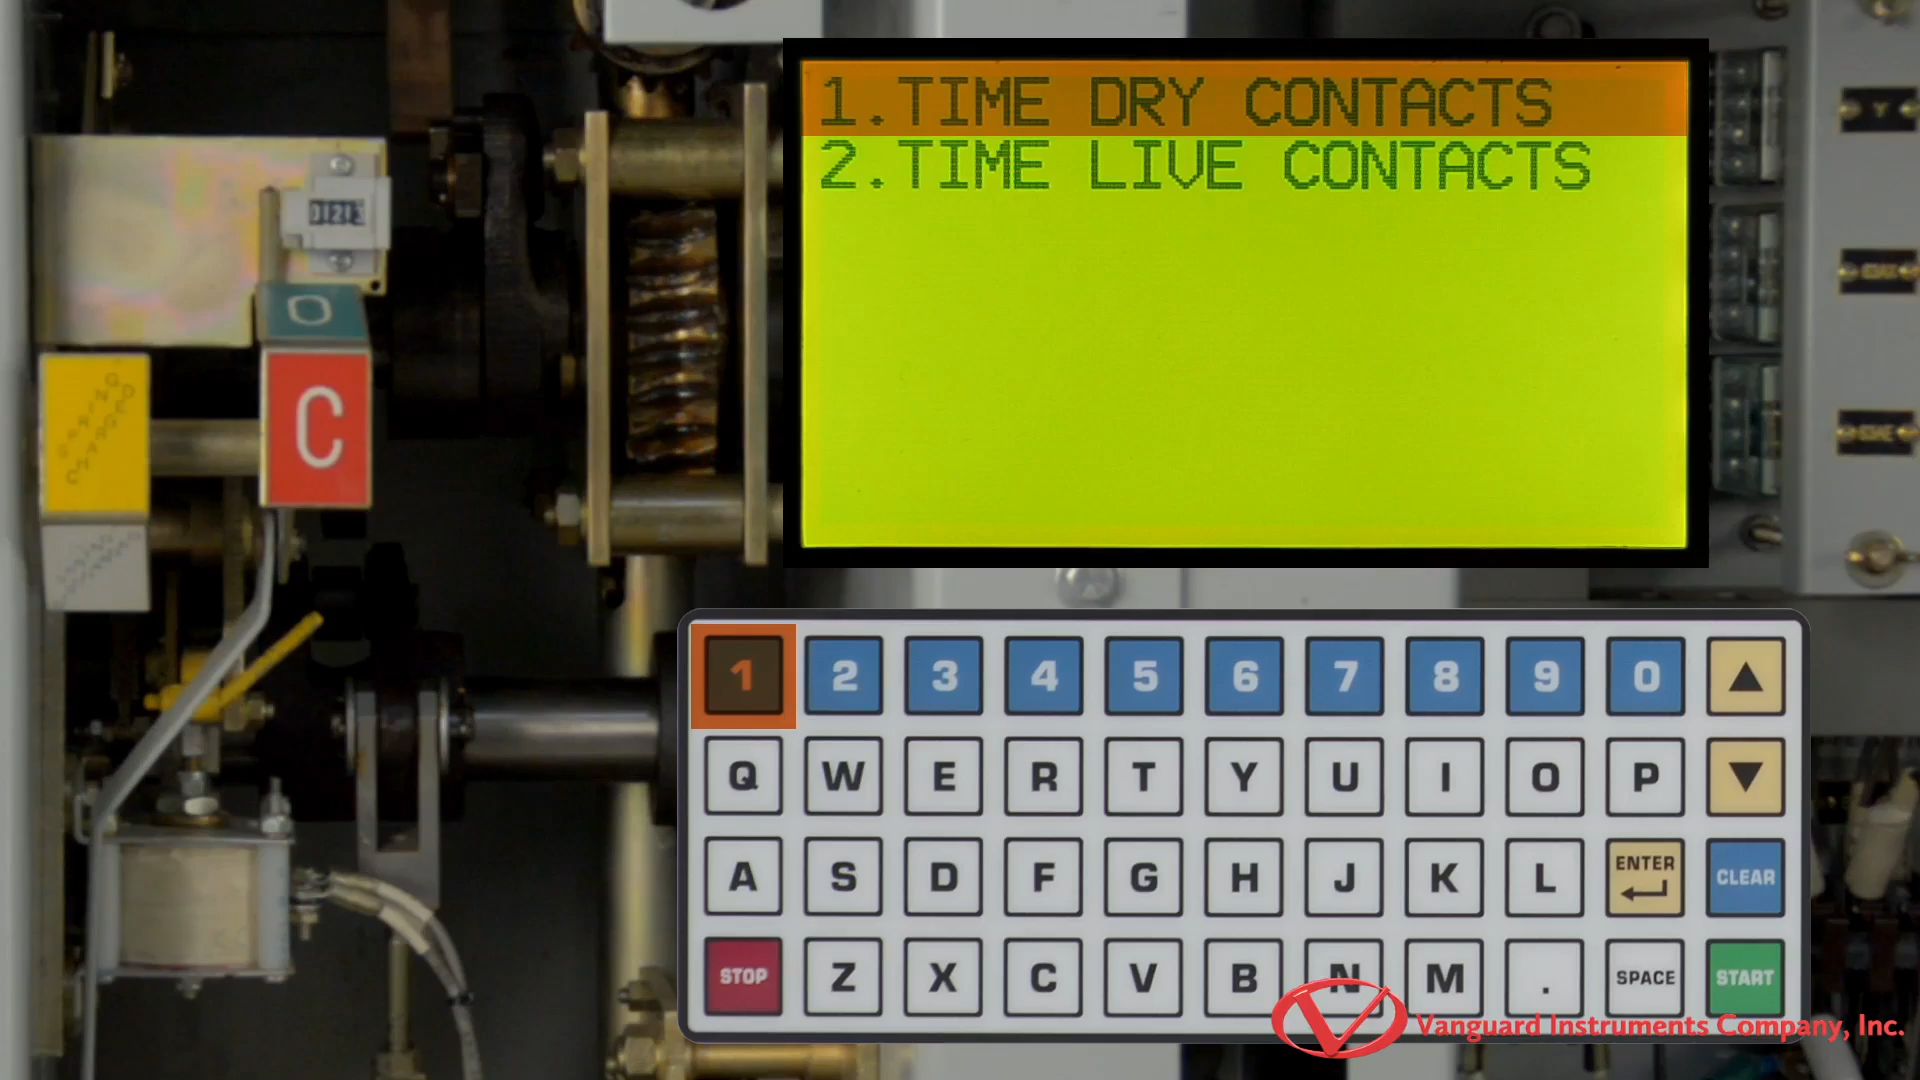 1.TIME DRY CONTACTS
2.TIME LIVE CONTACTS
01213
O
C
Y
1 2 3 4 5 6 7 8 9 0
Q W E R T Y U I O P
A S D F G H J K L ENTER CLEAR
STOP Z X C V B N M . SPACE START
Vanguard Instruments Company, Inc.